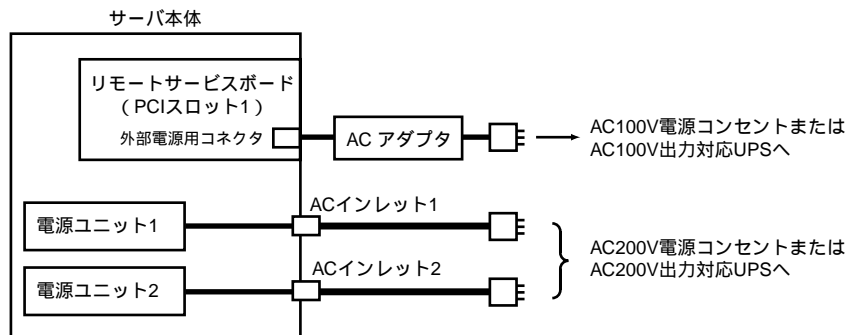 サーバ本体
リモートサービスボード
（PCIスロット1）
外部電源用コネクタ
AC アダプタ
AC100V電源コンセントまたは
AC100V出力対応UPSへ
ACインレット1
電源ユニット1
ACインレット2
電源ユニット2
AC200V電源コンセントまたは
AC200V出力対応UPSへ